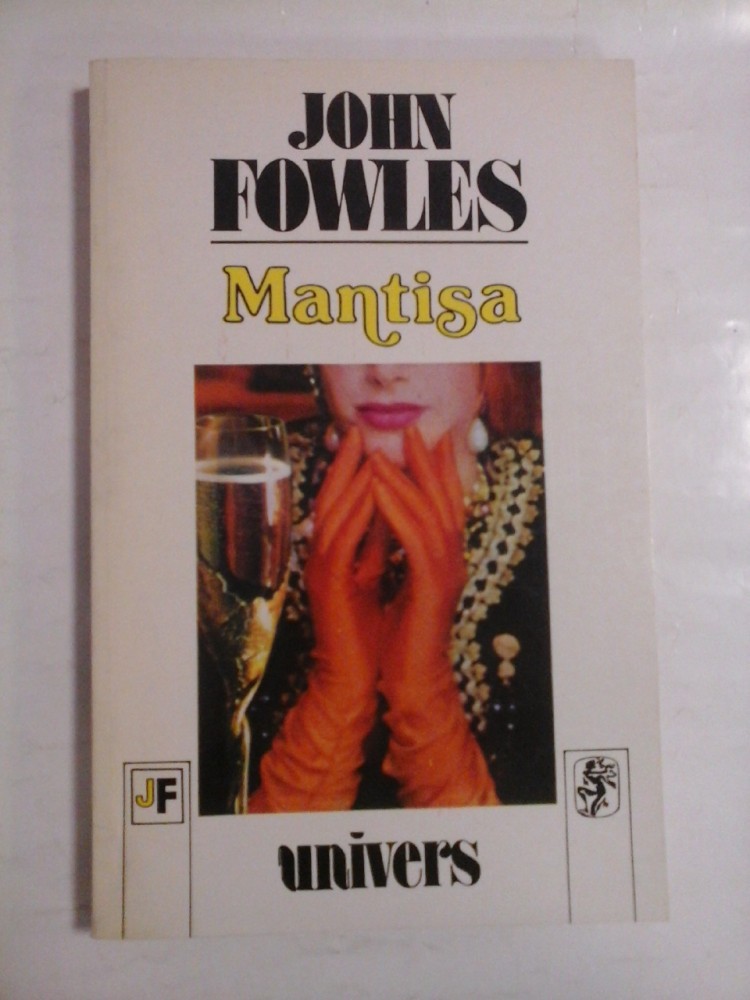 JOHN
FOWLES
Mantisa
JF
univers